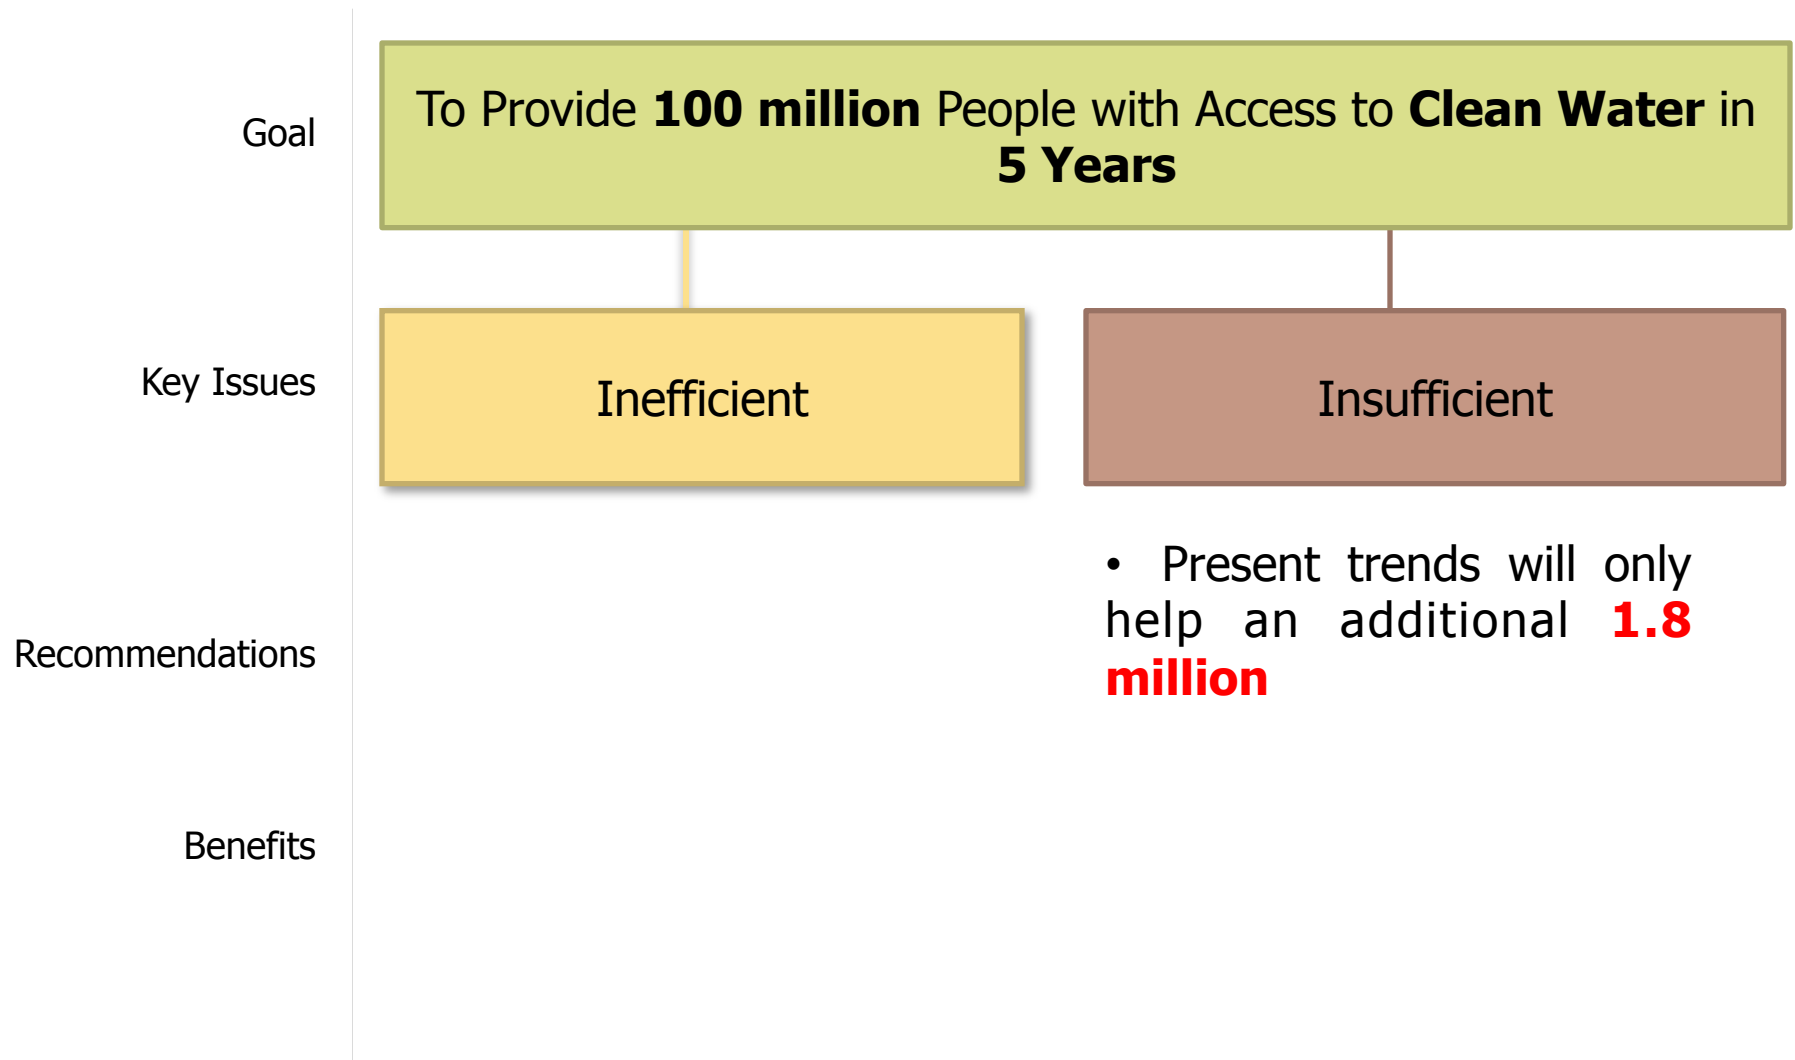 Goal
To Provide 100 million People with Access to Clean Water in
5 Years
Key Issues
Inefficient
Insufficient
Recommendations
• Present trends will only
help an additional 1.8
million
Benefits